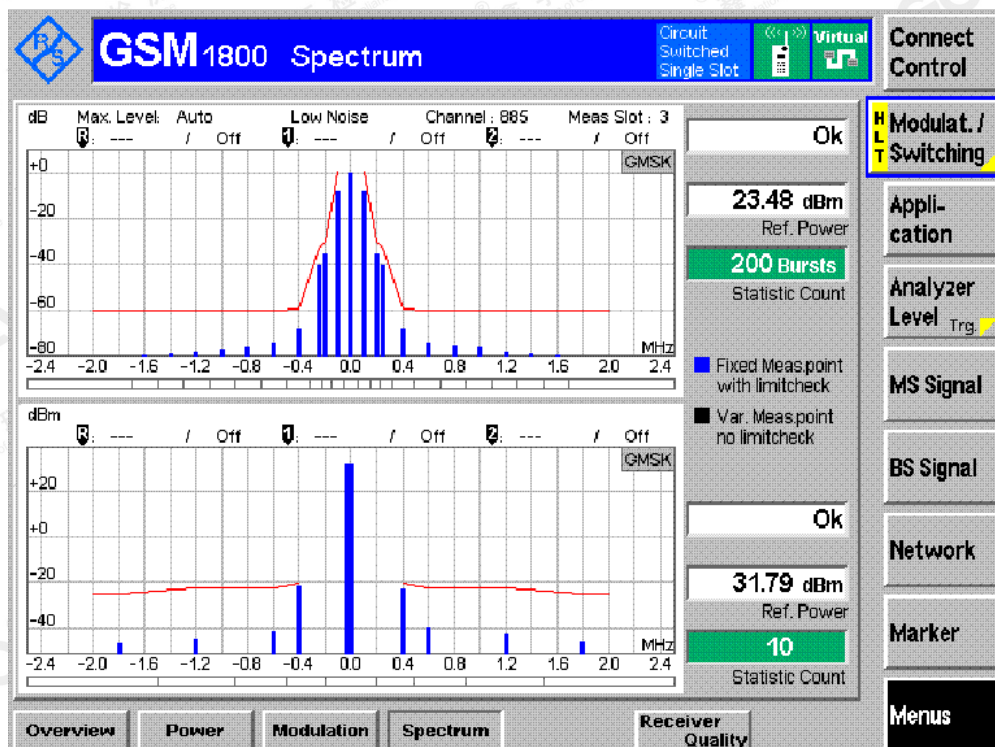 R/S
GSM 1800 Spectrum
Circuit Switched Single Slot
Virtual
Connect Control
dB Max. Level: Auto Low Noise Channel : 885 Meas Slot : 3
R : --- / Off 1 : --- / Off 2 : --- / Off
GMSK
+0
-20
-40
-60
-80
MHz
-2.4 -2.0 -1.6 -1.2 -0.8 -0.4 0.0 0.4 0.8 1.2 1.6 2.0 2.4
Ok
23.48 dBm
Ref. Power
200 Bursts
Statistic Count
Fixed Meas.point
with limitcheck
Var. Meas.point
no limitcheck
dBm
R : --- / Off 1 : --- / Off 2 : --- / Off
GMSK
+20
+0
-20
-40
MHz
-2.4 -2.0 -1.6 -1.2 -0.8 -0.4 0.0 0.4 0.8 1.2 1.6 2.0 2.4
Ok
31.79 dBm
Ref. Power
10
Statistic Count
HLT
Modulat. /
Switching
Appli-
cation
Analyzer
Level Trg.
MS Signal
BS Signal
Network
Marker
Menus
Overview Power Modulation Spectrum Receiver Quality